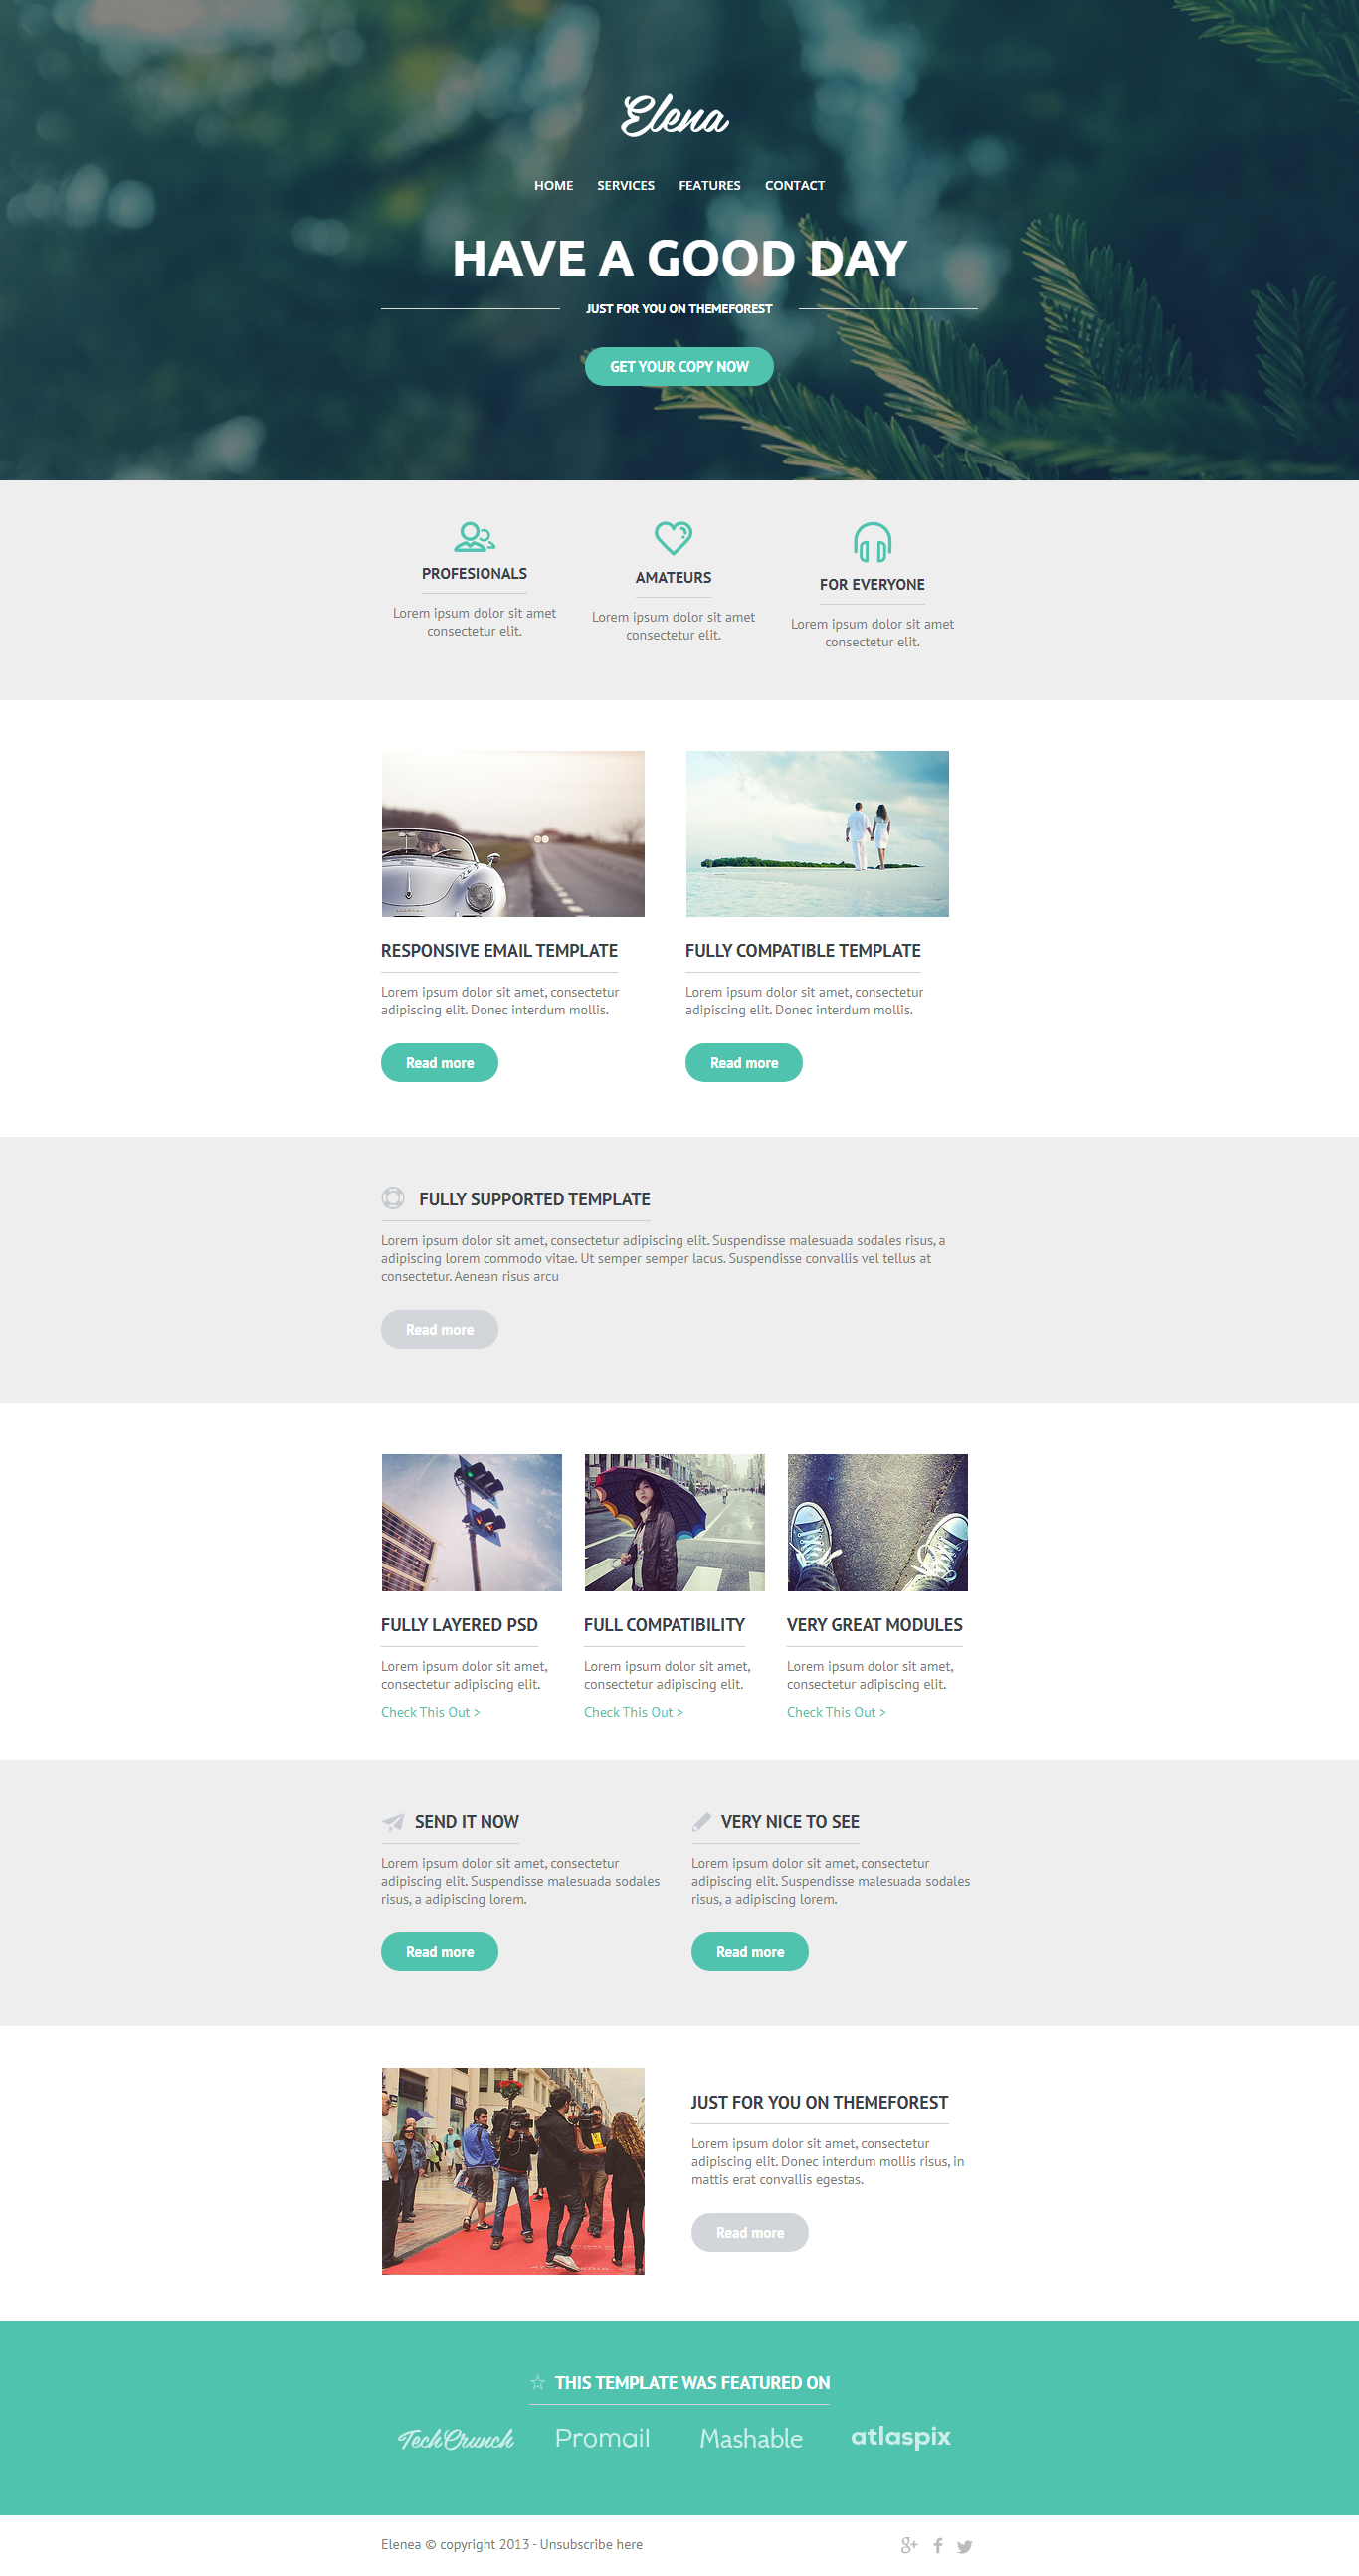 Elena
HOME SERVICES FEATURES CONTACT
HAVE A GOOD DAY
JUST FOR YOU ON THEMEFOREST
GET YOUR COPY NOW
PROFESIONALS
Lorem ipsum dolor sit amet
consectetur elit.
AMATEURS
Lorem ipsum dolor sit amet
consectetur elit.
FOR EVERYONE
Lorem ipsum dolor sit amet
consectetur elit.
RESPONSIVE EMAIL TEMPLATE
Lorem ipsum dolor sit amet, consectetur
adipiscing elit. Donec interdum mollis.
Read more
FULLY COMPATIBLE TEMPLATE
Lorem ipsum dolor sit amet, consectetur
adipiscing elit. Donec interdum mollis.
Read more
FULLY SUPPORTED TEMPLATE
Lorem ipsum dolor sit amet, consectetur adipiscing elit. Suspendisse malesuada sodales risus, a
adipiscing lorem commodo vitae. Ut semper semper lacus. Suspendisse convallis vel tellus at
consectetur. Aenean risus arcu
Read more
FULLY LAYERED PSD
Lorem ipsum dolor sit amet,
consectetur adipiscing elit.
Check This Out >
FULL COMPATIBILITY
Lorem ipsum dolor sit amet,
consectetur adipiscing elit.
Check This Out >
VERY GREAT MODULES
Lorem ipsum dolor sit amet,
consectetur adipiscing elit.
Check This Out >
SEND IT NOW
Lorem ipsum dolor sit amet, consectetur
adipiscing elit. Suspendisse malesuada sodales
risus, a adipiscing lorem.
Read more
VERY NICE TO SEE
Lorem ipsum dolor sit amet, consectetur
adipiscing elit. Suspendisse malesuada sodales
risus, a adipiscing lorem.
Read more
JUST FOR YOU ON THEMEFOREST
Lorem ipsum dolor sit amet, consectetur
adipiscing elit. Donec interdum mollis risus, in
mattis erat convallis egestas.
Read more
THIS TEMPLATE WAS FEATURED ON
TechCrunch Promail Mashable atlaspix
Elenea © copyright 2013 - Unsubscribe here